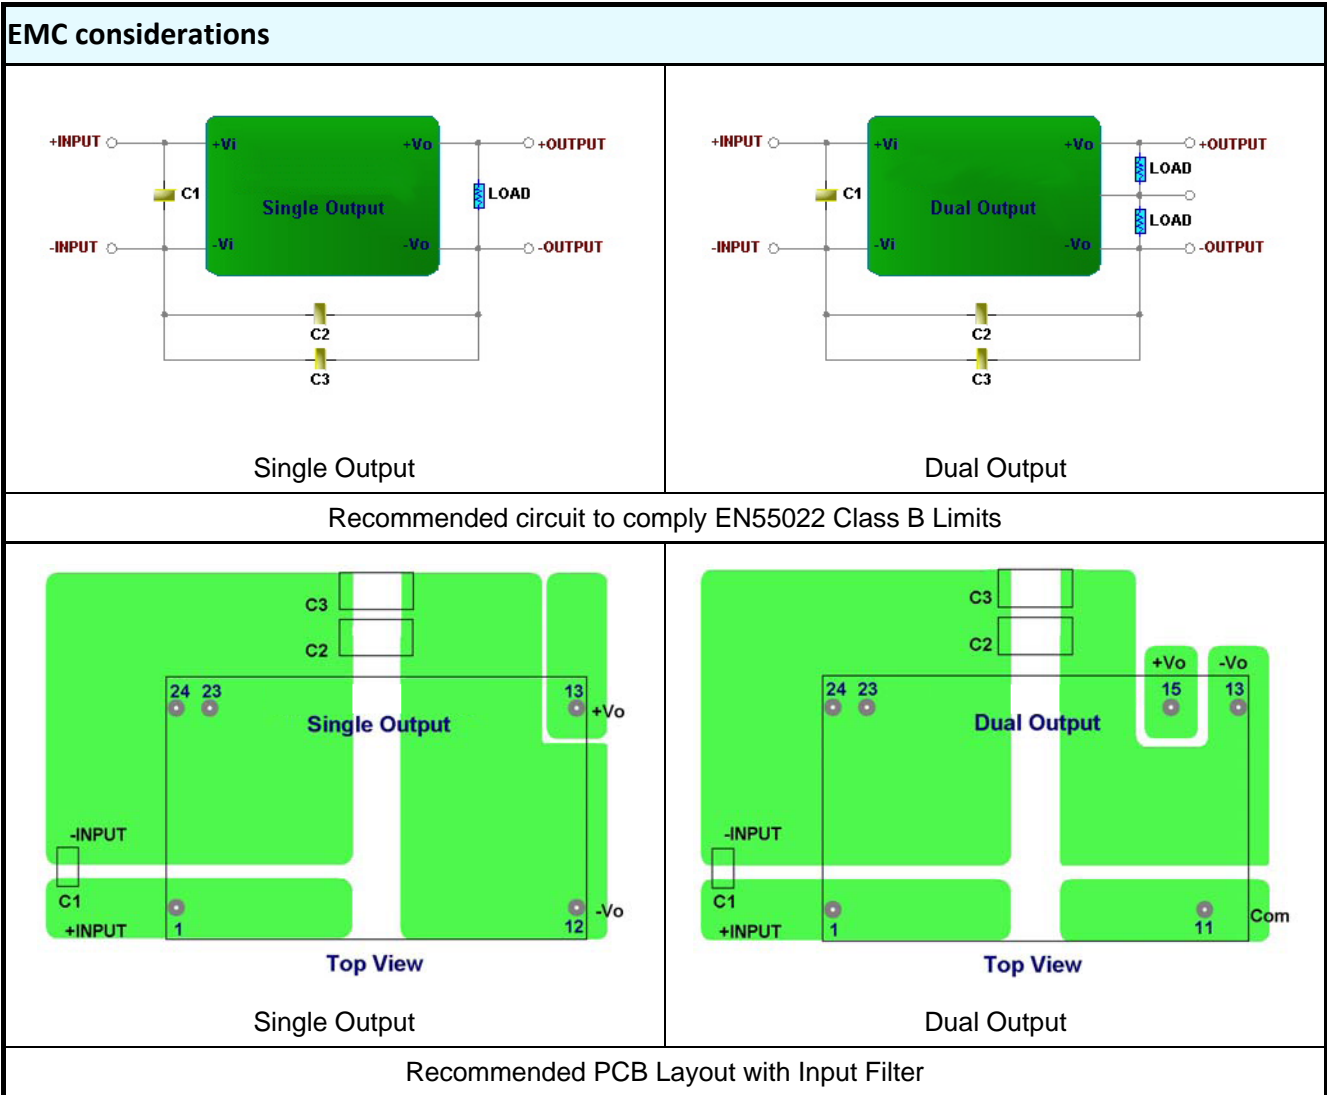 EMC considerations
+INPUT
+Vi
+Vo
+OUTPUT
C1
LOAD
Single Output
-INPUT
-Vi
-Vo
-OUTPUT
C2
C3
Single Output
+INPUT
+Vi
+Vo
+OUTPUT
LOAD
C1
Dual Output
LOAD
-INPUT
-Vi
-Vo
-OUTPUT
C2
C3
Dual Output
Recommended circuit to comply EN55022 Class B Limits
C3
C2
24 23
13
+Vo
Single Output
-INPUT
C1
+INPUT
1
12
-Vo
Top View
Single Output
C3
C2
+Vo -Vo
24 23
15 13
Dual Output
-INPUT
C1
+INPUT
1
11
Com
Top View
Dual Output
Recommended PCB Layout with Input Filter